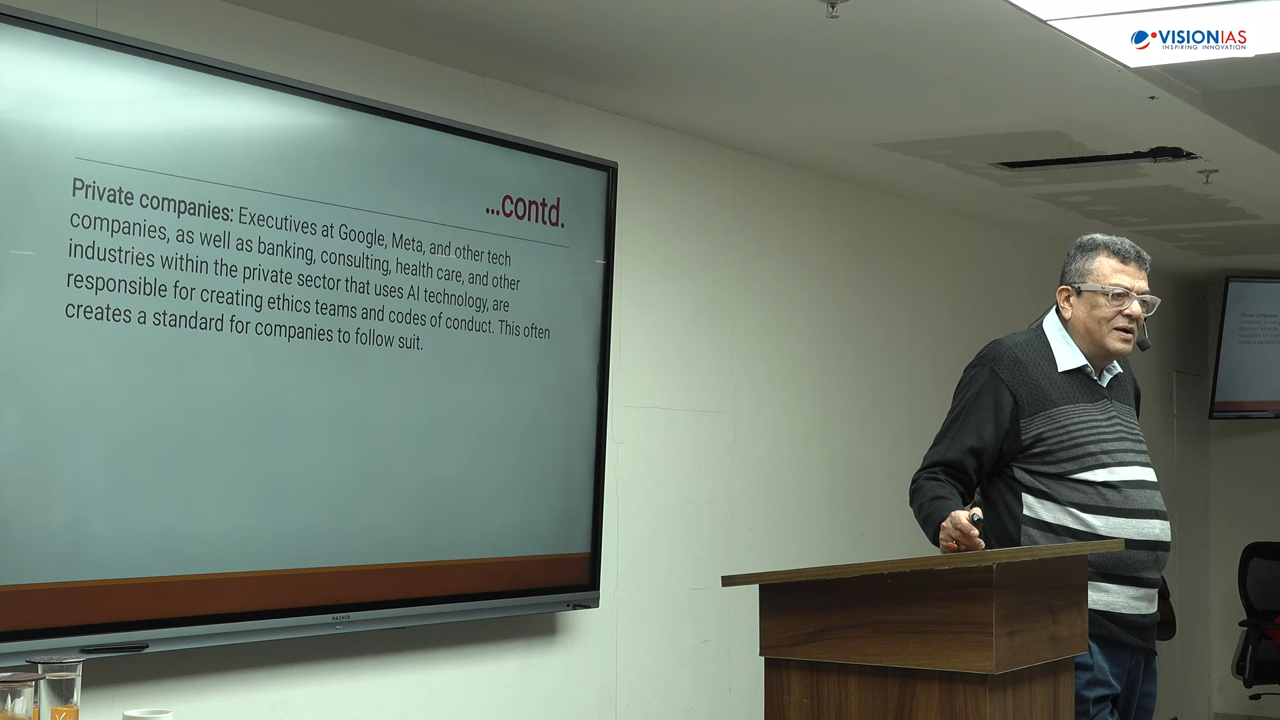 VISIONIAS
INSPIRING INNOVATION
...contd.
Private companies: Executives at Google, Meta, and other tech
companies, as well as banking, consulting, health care, and other
industries within the private sector that uses AI technology, are
responsible for creating ethics teams and codes of conduct. This often
creates a standard for companies to follow suit.